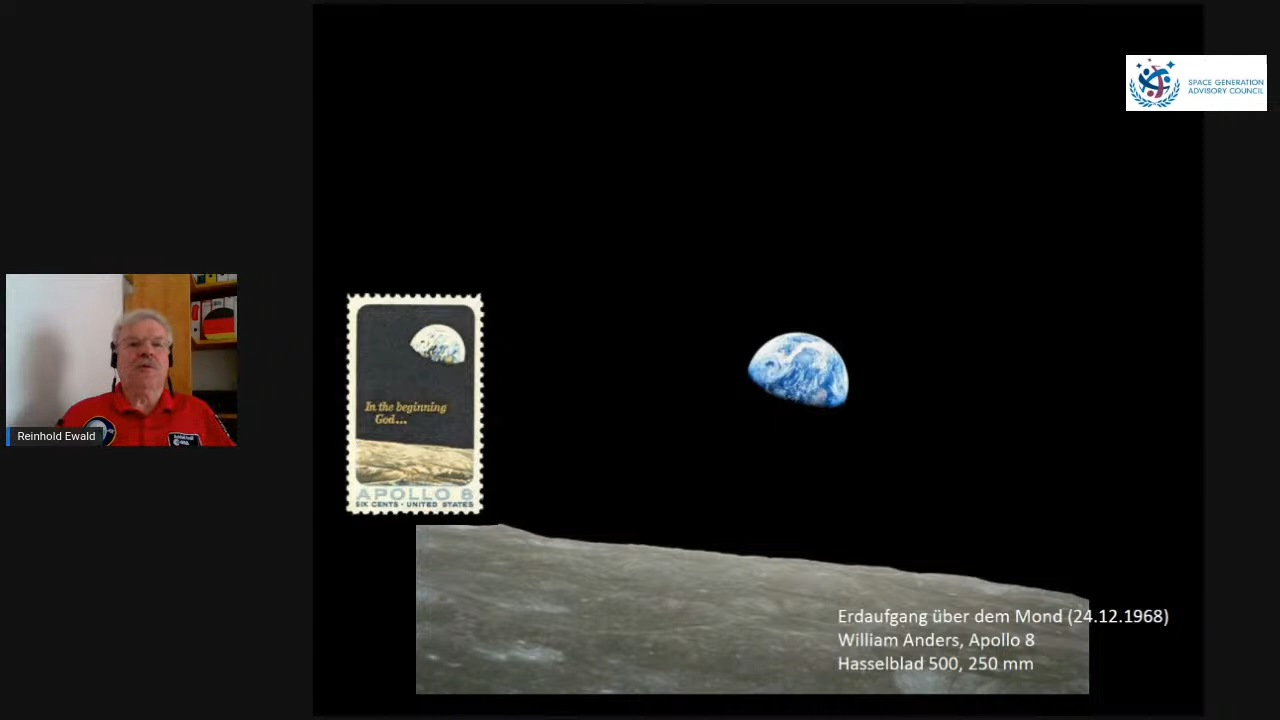 SPACE GENERATION
ADVISORY COUNCIL
In the beginning
God...
APOLLO 8
SIX CENTS · UNITED STATES
Reinhold Ewald
Erdaufgang über dem Mond (24.12.1968)
William Anders, Apollo 8
Hasselblad 500, 250 mm